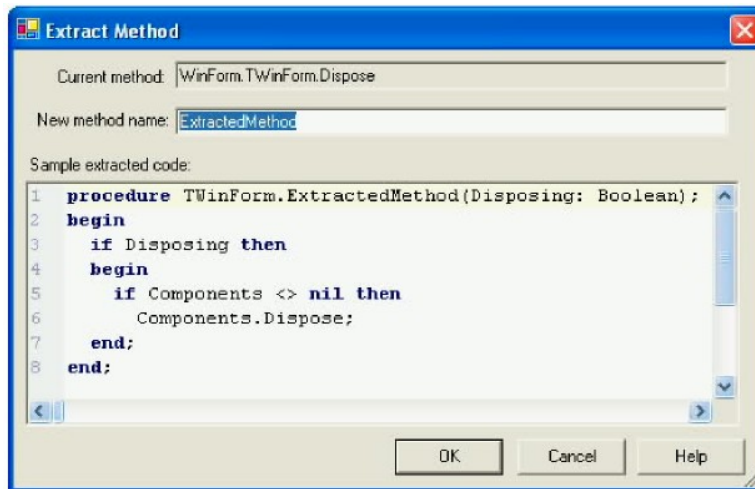 Extract Method
Current method: WinForm.TWinForm.Dispose
New method name: ExtractedMethod
Sample extracted code:
1 procedure TWinForm.ExtractedMethod(Disposing: Boolean);
2 begin
3 if Disposing then
4 begin
5 if Components <> nil then
6 Components.Dispose;
7 end;
8 end;
OK Cancel Help